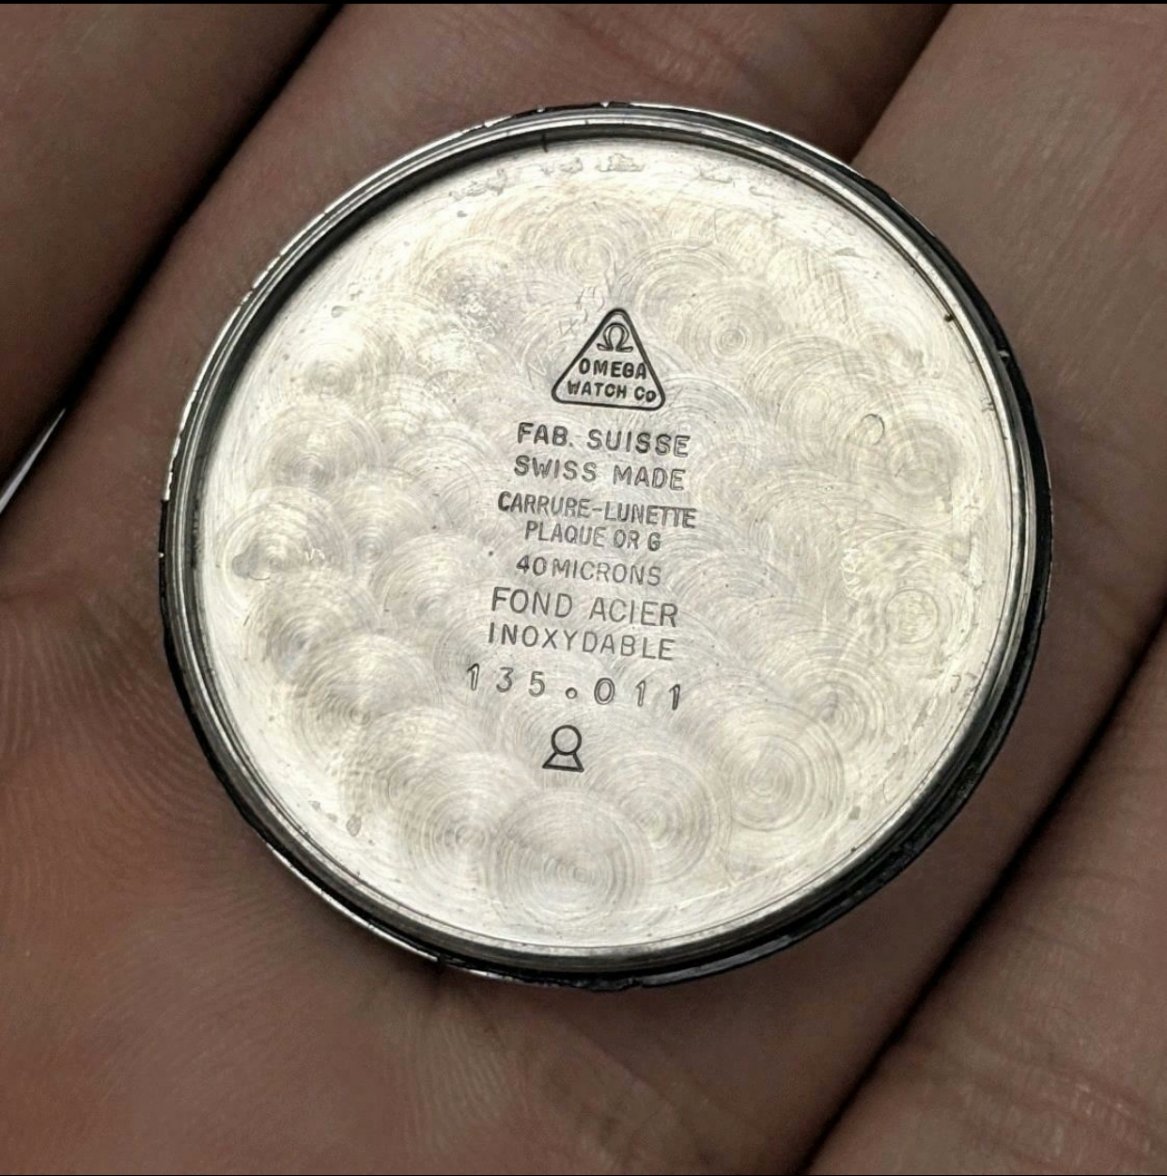 Ω
OMEGA
WATCH Co
FAB. SUISSE
SWISS MADE
CARRURE-LUNETTE
PLAQUE OR G
40 MICRONS
FOND ACIER
INOXYDABLE
135.011